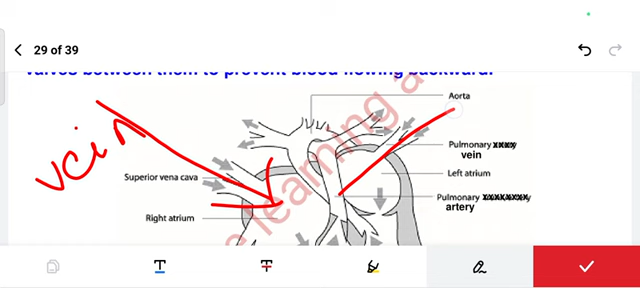 29 of 39
valves between them to prevent blood flowing backward.
Aorta
vein
Pulmonary
vein
Superior vena cava
Left atrium
Pulmonary
artery
Right atrium
learning
T
T